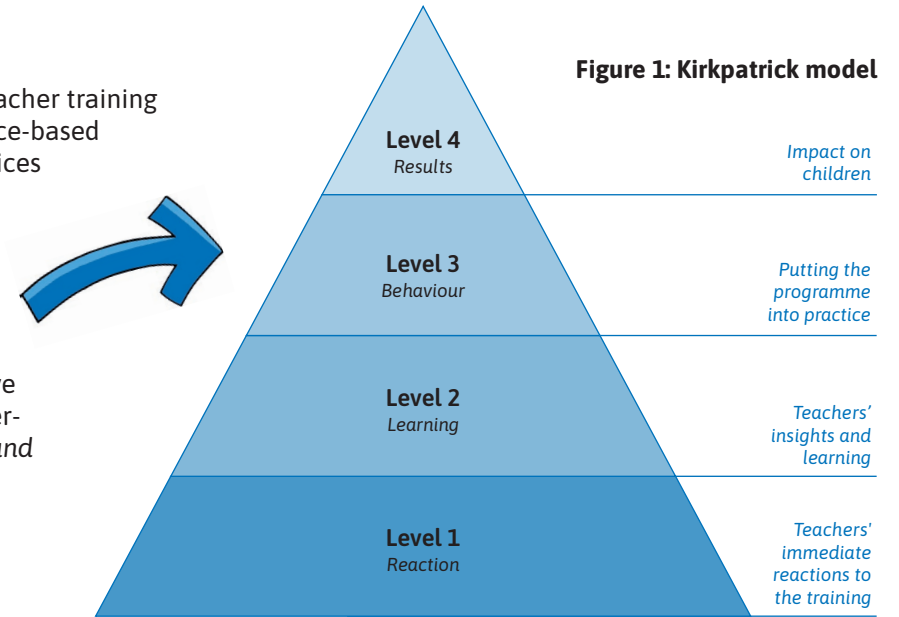 acher training
ce-based
ices
e
er-
und
Figure 1: Kirkpatrick model
Level 4
Results
Impact on
children
Level 3
Behaviour
Putting the
programme
into practice
Level 2
Learning
Teachers’
insights and
learning
Level 1
Reaction
Teachers'
immediate
reactions to
the training